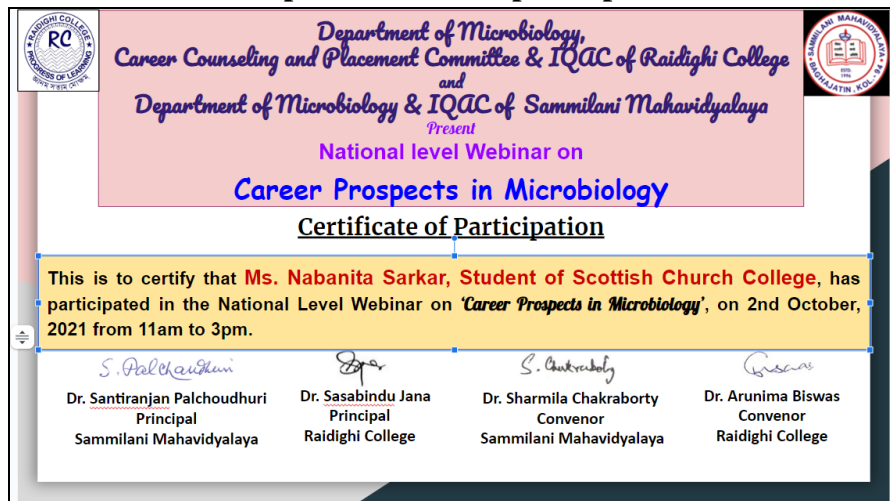 RAIDIGHI COLLEGE
RC
PROGRESS OF LEARNING
SAMMILANI MAHAVIDYALAYA
BAGHAJATIN, KOL.-94
ESTD.
Department of Microbiology,
Career Counseling and Placement Committee & IQAC of Raidighi College
and
Department of Microbiology & IQAC of Sammilani Mahavidyalaya
Present
National level Webinar on
Career Prospects in Microbiology
Certificate of Participation
This is to certify that Ms. Nabanita Sarkar, Student of Scottish Church College, has
participated in the National Level Webinar on ‘Career Prospects in Microbiology’, on 2nd October,
2021 from 11am to 3pm.
S. Palchaudhuri
S. Chakraborty
Dr. Santiranjan Palchoudhuri
Principal
Sammilani Mahavidyalaya
Dr. Sasabindu Jana
Principal
Raidighi College
Dr. Sharmila Chakraborty
Convenor
Sammilani Mahavidyalaya
Dr. Arunima Biswas
Convenor
Raidighi College